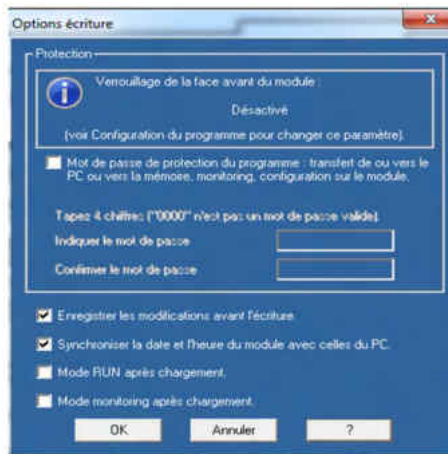 Options écriture
Protection
Verrouillage de la face avant du module :
Désactivé
(voir Configuration du programme pour changer ce paramètre).
Mot de passe de protection du programme : transfert de ou vers le
PC ou vers la mémoire, monitoring, configuration sur le module.
Tapez 4 chiffres ("0000" n'est pas un mot de passe valide).
Indiquer le mot de passe
Confirmer le mot de passe
Enregistrer les modifications avant l'écriture
Synchroniser la date et l'heure du module avec celles du PC.
Mode RUN après chargement.
Mode monitoring après chargement.
OK Annuler ?